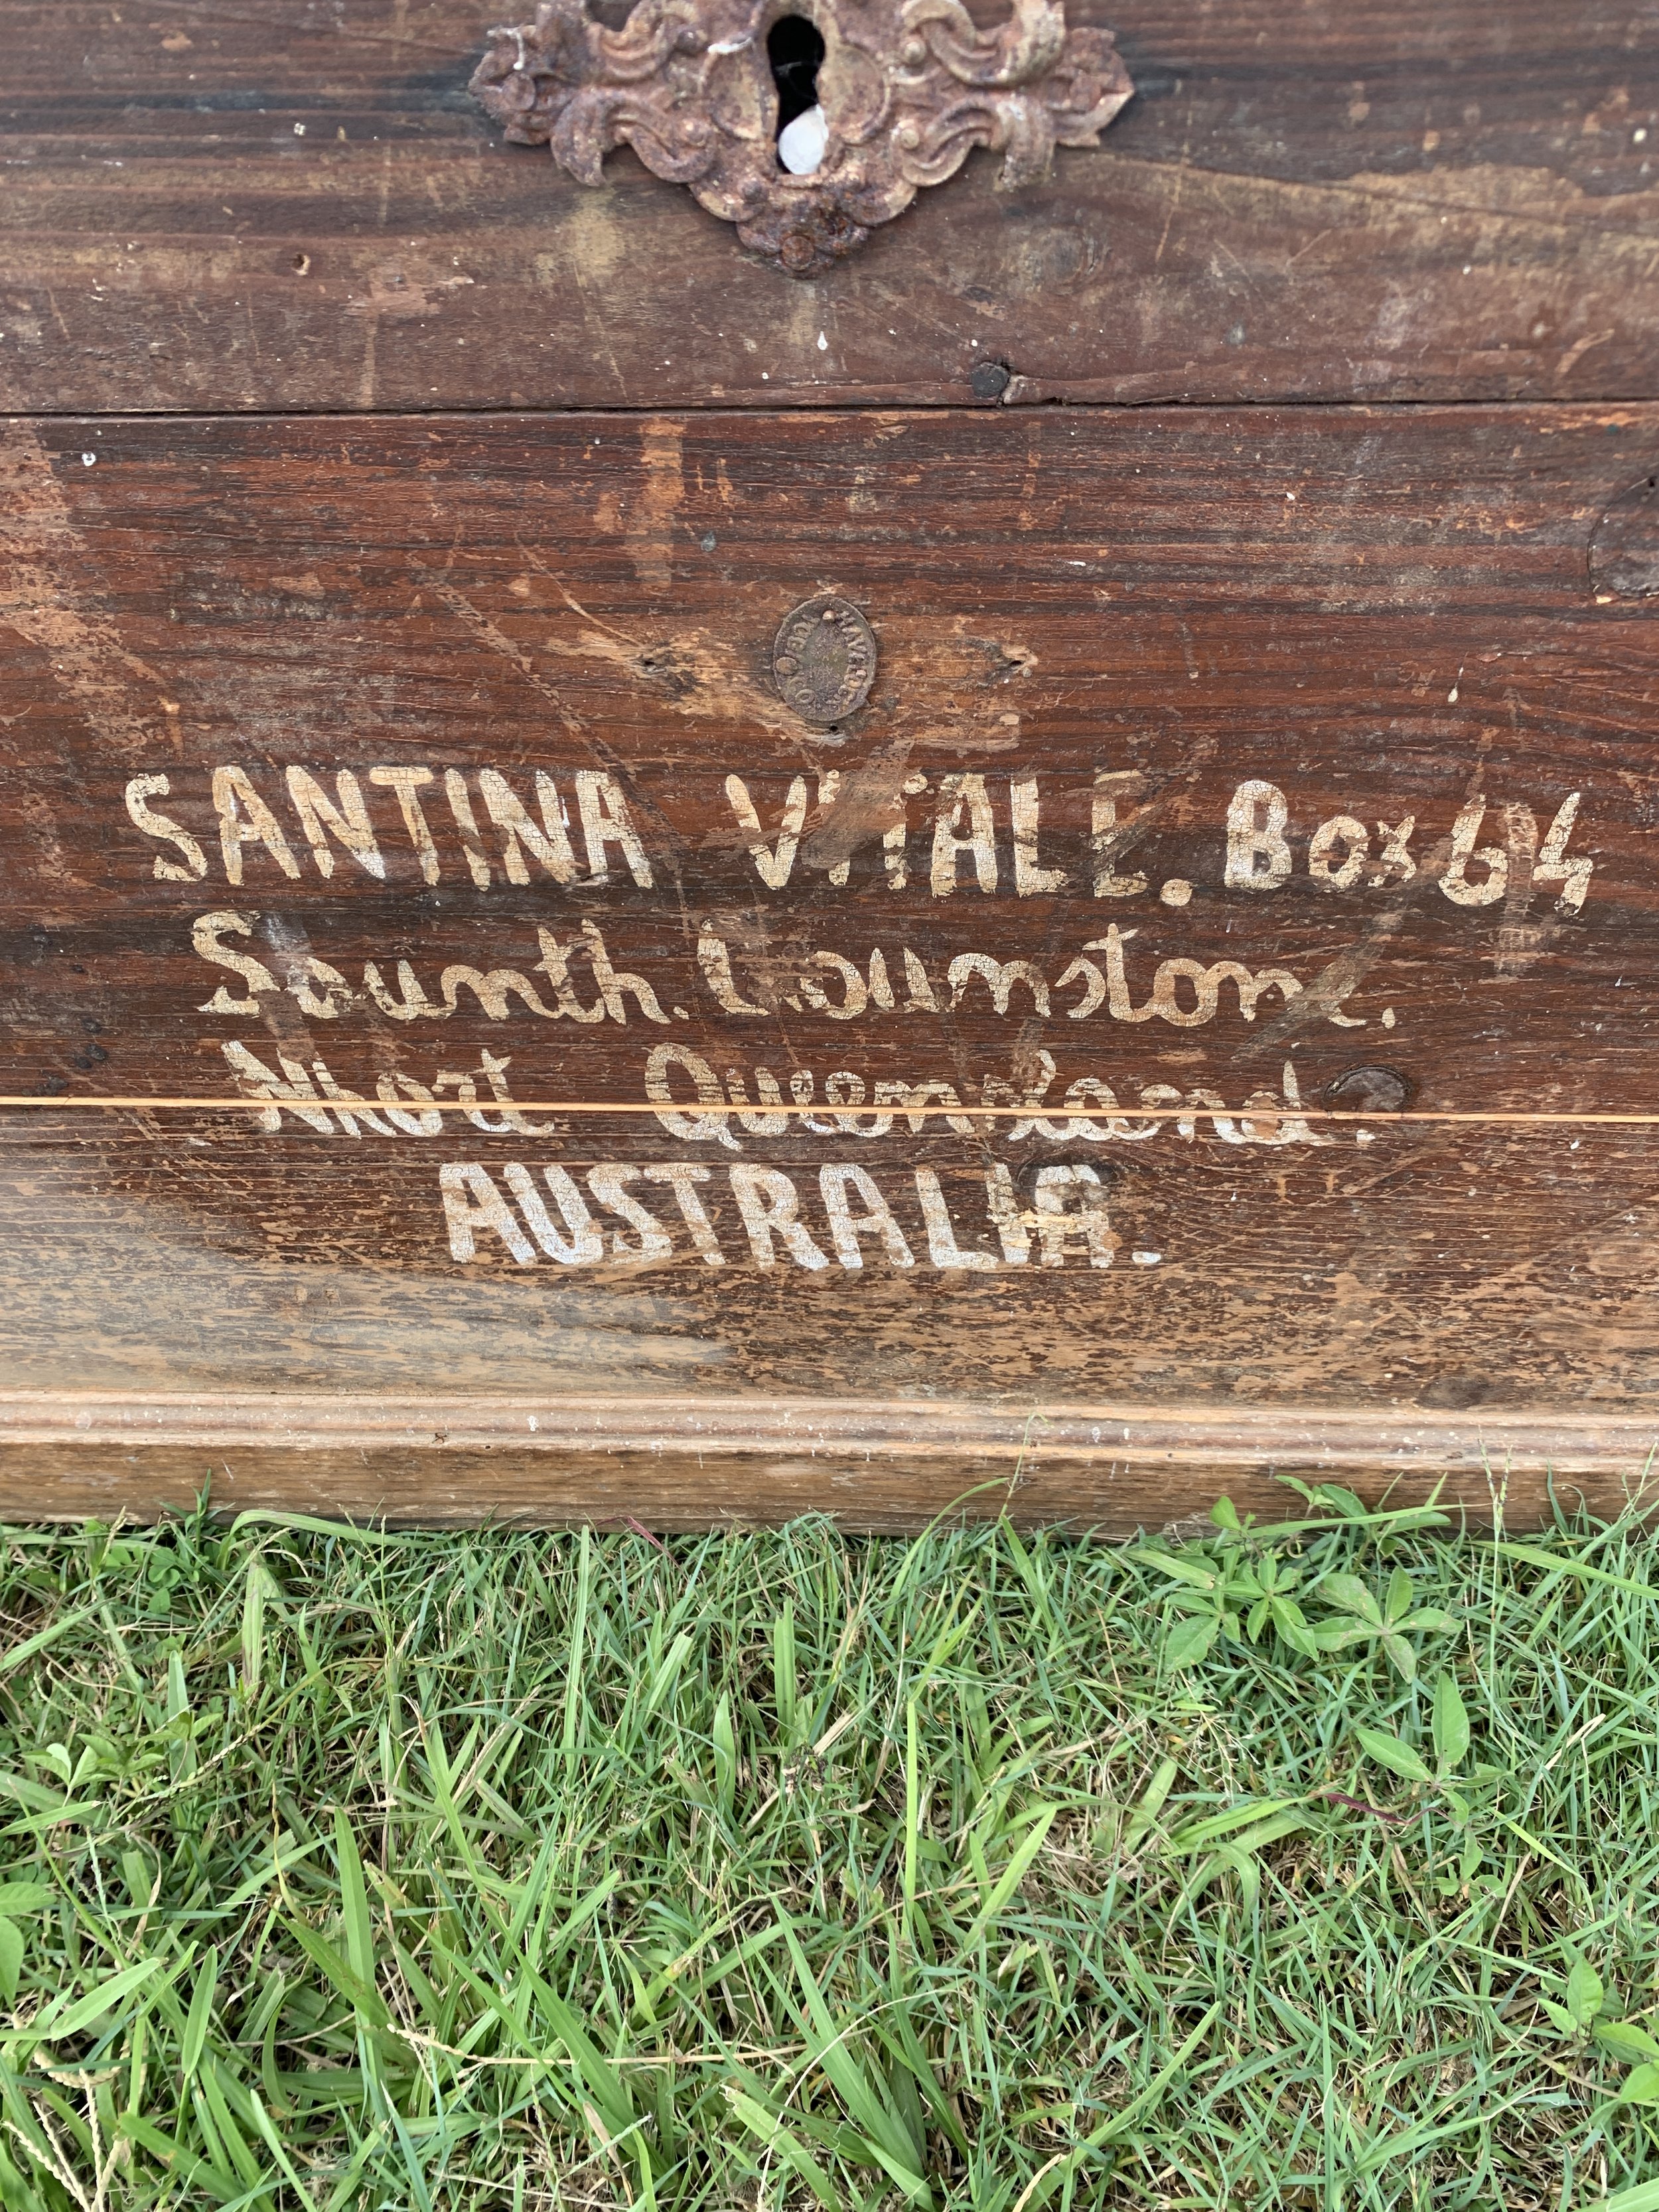 SANTINA VITALE. Box 64
Sounth. Jounstone.
Nhort Queensland.
AUSTRALIA.